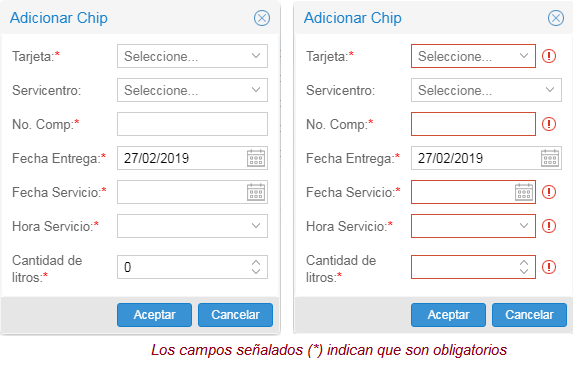 Adicionar Chip
Tarjeta:* Seleccione...
Servicentro: Seleccione...
No. Comp:*
Fecha Entrega:* 27/02/2019
Fecha Servicio:*
Hora Servicio:*
Cantidad de
litros:* 0
Aceptar Cancelar
Adicionar Chip
Tarjeta:* Seleccione...
Servicentro: Seleccione...
No. Comp:*
Fecha Entrega:* 27/02/2019
Fecha Servicio:*
Hora Servicio:*
Cantidad de
litros:*
Aceptar Cancelar
Los campos señalados (*) indican que son obligatorios